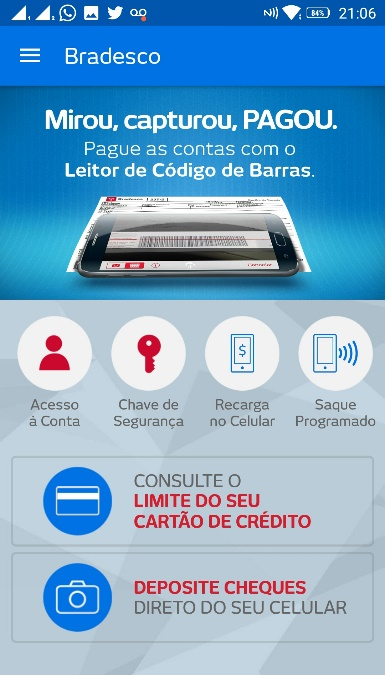 84% 21:06
Bradesco
Mirou, capturou, PAGOU.
Pague as contas com o
Leitor de Código de Barras.
Bradesco
Acesso
à Conta
Chave de
Segurança
Recarga
no Celular
Saque
Programado
CONSULTE O
LIMITE DO SEU
CARTÃO DE CRÉDITO
DEPOSITE CHEQUES
DIRETO DO SEU CELULAR